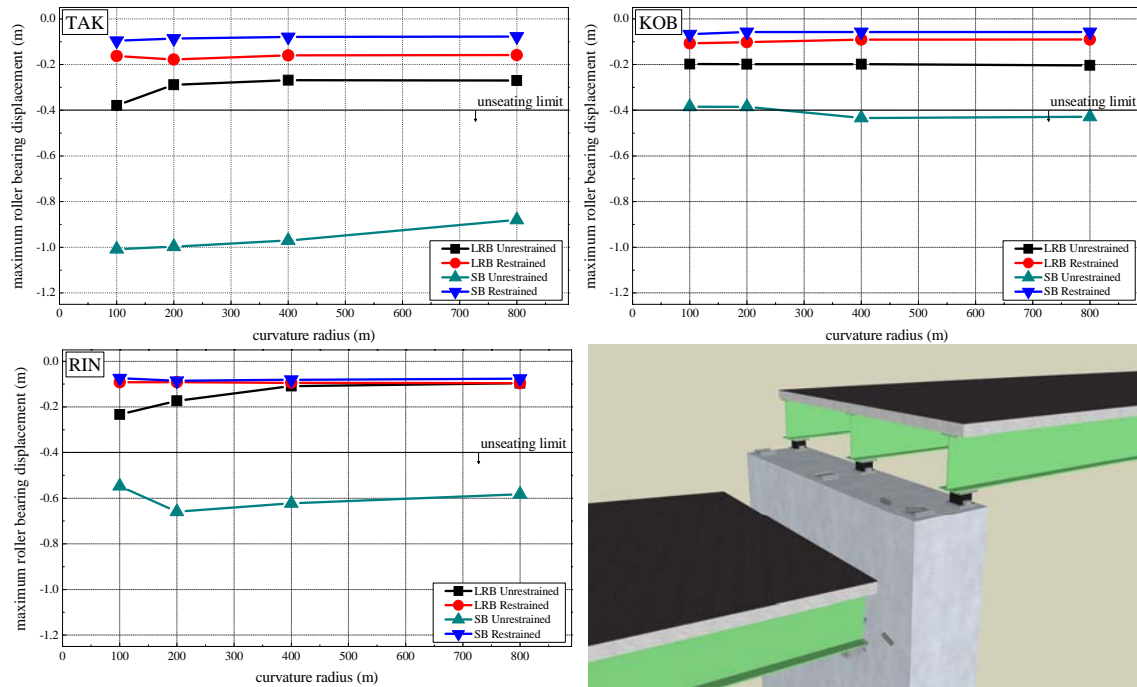 TAK
maximum roller bearing displacement (m)
0.0
-0.2
-0.4
-0.6
-0.8
-1.0
-1.2
unseating limit
LRB Unrestrained
LRB Restrained
SB Unrestrained
SB Restrained
0 100 200 300 400 500 600 700 800
curvature radius (m)
KOB
maximum roller bearing displacement (m)
0.0
-0.2
-0.4
-0.6
-0.8
-1.0
-1.2
unseating limit
LRB Unrestrained
LRB Restrained
SB Unrestrained
SB Restrained
0 100 200 300 400 500 600 700 800
curvature radius (m)
RIN
maximum roller bearing displacement (m)
0.0
-0.2
-0.4
-0.6
-0.8
-1.0
-1.2
unseating limit
LRB Unrestrained
LRB Restrained
SB Unrestrained
SB Restrained
0 100 200 300 400 500 600 700 800
curvature radius (m)